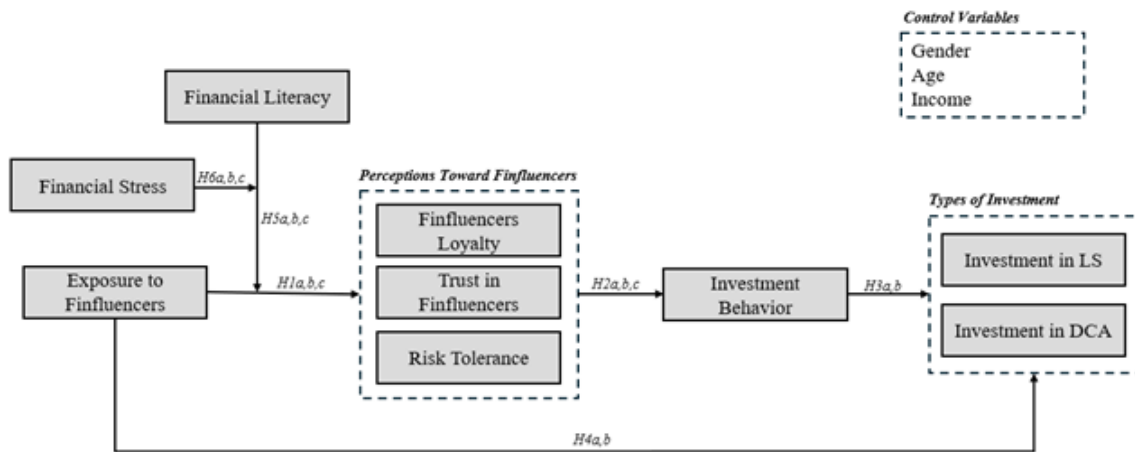 Control Variables
Gender
Age
Income
Financial Literacy
Financial Stress
H6a,b,c
H5a,b,c
Exposure to
Finfluencers
H1a,b,c
Perceptions Toward Finfluencers
Finfluencers
Loyalty
Trust in
Finfluencers
Risk Tolerance
H2a,b,c
Investment
Behavior
H3a,b
Types of Investment
Investment in LS
Investment in DCA
H4a,b